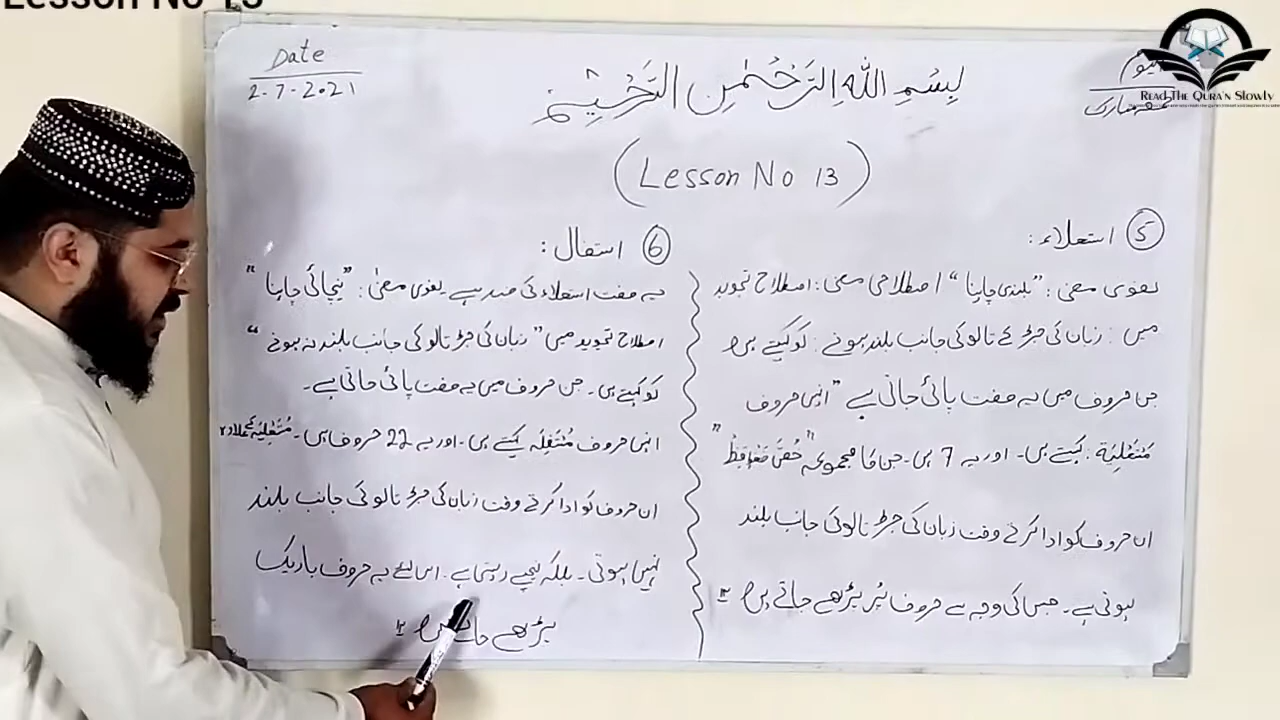 Lesson No 13
Read The Qura'n Slowly
Date
2-7-2021
بِسْمِ اللّٰهِ الرَّحْمٰنِ الرَّحِيْمِ
(Lesson No 13)
⑤ استعلاء:
لغوی معنیٰ: "بلندی چاہنا" اصطلاحی معنیٰ: اصطلاح تجوید
میں: زبان کی جڑ کے تالو کی جانب بلند ہونے: کو کہتے ہیں
جن حروف میں یہ صفت پائی جاتی ہے" انہی حروف
مُسْتَعْلِيَة: کہتے ہیں۔ اور یہ 7 ہیں۔ جن کا مجموعہ "خُصَّ ضَغْطٍ قِظْ"
ان حروف کو ادا کرتے وقت زبان کی جڑ تالو کی جانب بلند
ہوتی ہے۔ جس کی وجہ سے حروف پُر پڑھے جاتے ہیں
⑥ استفال:
یہ صفت استعلاء کی ضد ہے لغوی معنیٰ: "نیچائی چاہنا"
اصطلاح تجوید میں "زبان کی جڑ تالو کی جانب بلند نہ ہونے"
کو کہتے ہیں۔ جن حروف میں یہ صفت پائی جاتی ہے۔
انہی حروف مُسْتَفِلَه کہتے ہیں۔ اور یہ 22 حروف ہیں۔ مُسْتَعْلِيَہ کے علاوہ
ان حروف کو ادا کرتے وقت زبان کی جڑ تالو کی جانب بلند
نہیں ہوتی۔ بلکہ نیچے رہتی ہے۔ اس لئے یہ حروف باریک
پڑھے جاتے ہیں